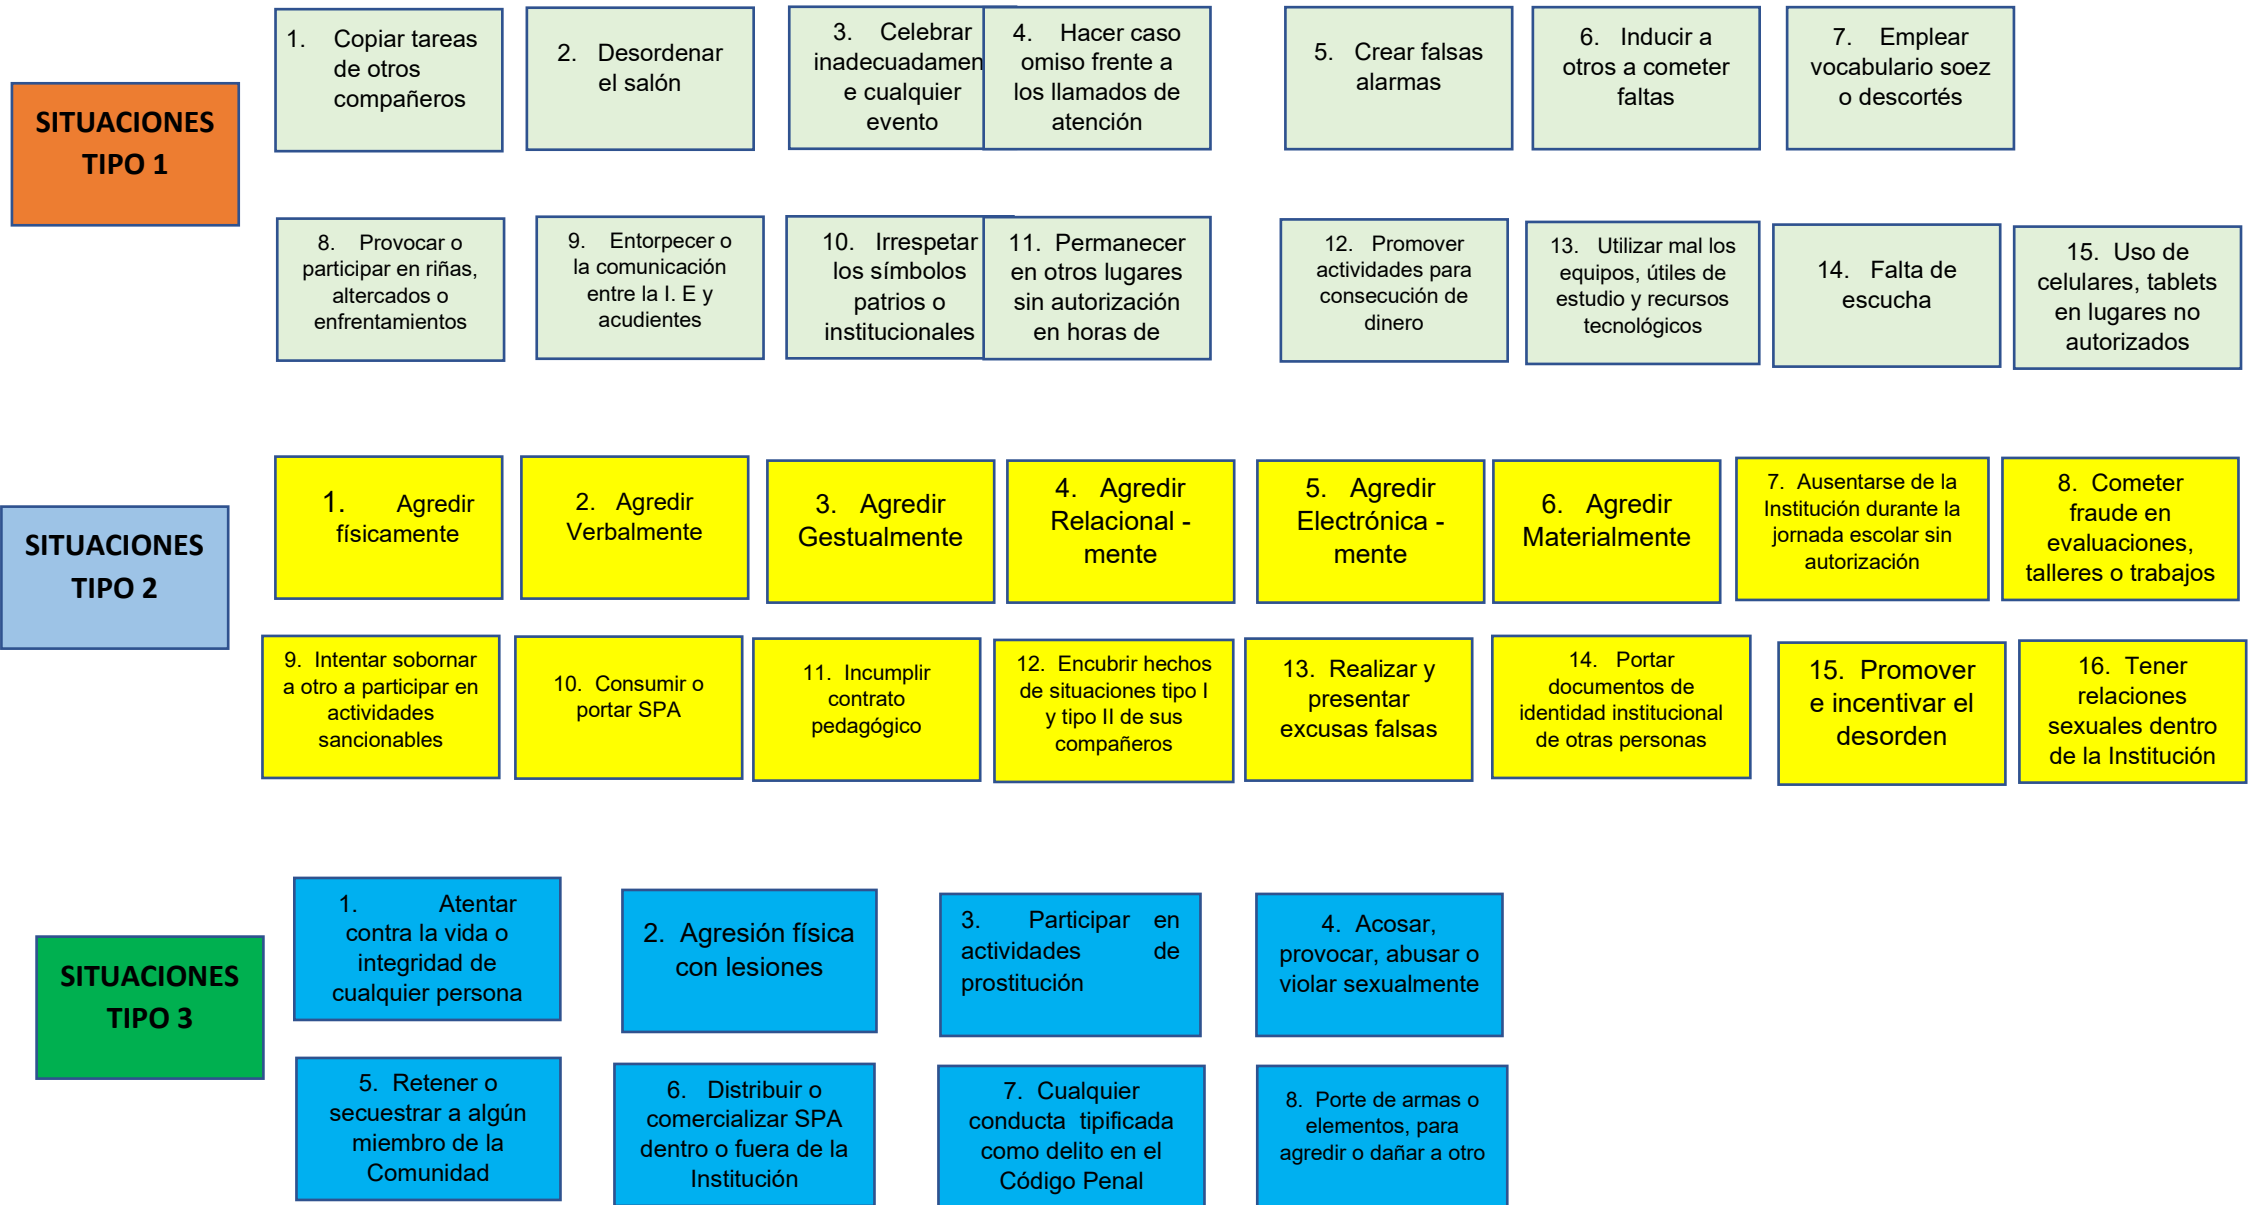 SITUACIONES
TIPO 1
1. Copiar tareas
de otros
compañeros
2. Desordenar
el salón
3. Celebrar
inadecuadamen
e cualquier
evento
4. Hacer caso
omiso frente a
los llamados de
atención
5. Crear falsas
alarmas
6. Inducir a
otros a cometer
faltas
7. Emplear
vocabulario soez
o descortés
8. Provocar o
participar en riñas,
altercados o
enfrentamientos
9. Entorpecer o
la comunicación
entre la I. E y
acudientes
10. Irrespetar
los símbolos
patrios o
institucionales
11. Permanecer
en otros lugares
sin autorización
en horas de
12. Promover
actividades para
consecución de
dinero
13. Utilizar mal los
equipos, útiles de
estudio y recursos
tecnológicos
14. Falta de
escucha
15. Uso de
celulares, tablets
en lugares no
autorizados
SITUACIONES
TIPO 2
1. Agredir
físicamente
2. Agredir
Verbalmente
3. Agredir
Gestualmente
4. Agredir
Relacional -
mente
5. Agredir
Electrónica -
mente
6. Agredir
Materialmente
7. Ausentarse de la
Institución durante la
jornada escolar sin
autorización
8. Cometer
fraude en
evaluaciones,
talleres o trabajos
9. Intentar sobornar
a otro a participar en
actividades
sancionables
10. Consumir o
portar SPA
11. Incumplir
contrato
pedagógico
12. Encubrir hechos
de situaciones tipo I
y tipo II de sus
compañeros
13. Realizar y
presentar
excusas falsas
14. Portar
documentos de
identidad institucional
de otras personas
15. Promover
e incentivar el
desorden
16. Tener
relaciones
sexuales dentro
de la Institución
SITUACIONES
TIPO 3
1. Atentar
contra la vida o
integridad de
cualquier persona
2. Agresión física
con lesiones
3. Participar en
actividades de
prostitución
4. Acosar,
provocar, abusar o
violar sexualmente
5. Retener o
secuestrar a algún
miembro de la
Comunidad
6. Distribuir o
comercializar SPA
dentro o fuera de la
Institución
7. Cualquier
conducta tipificada
como delito en el
Código Penal
8. Porte de armas o
elementos, para
agredir o dañar a otro